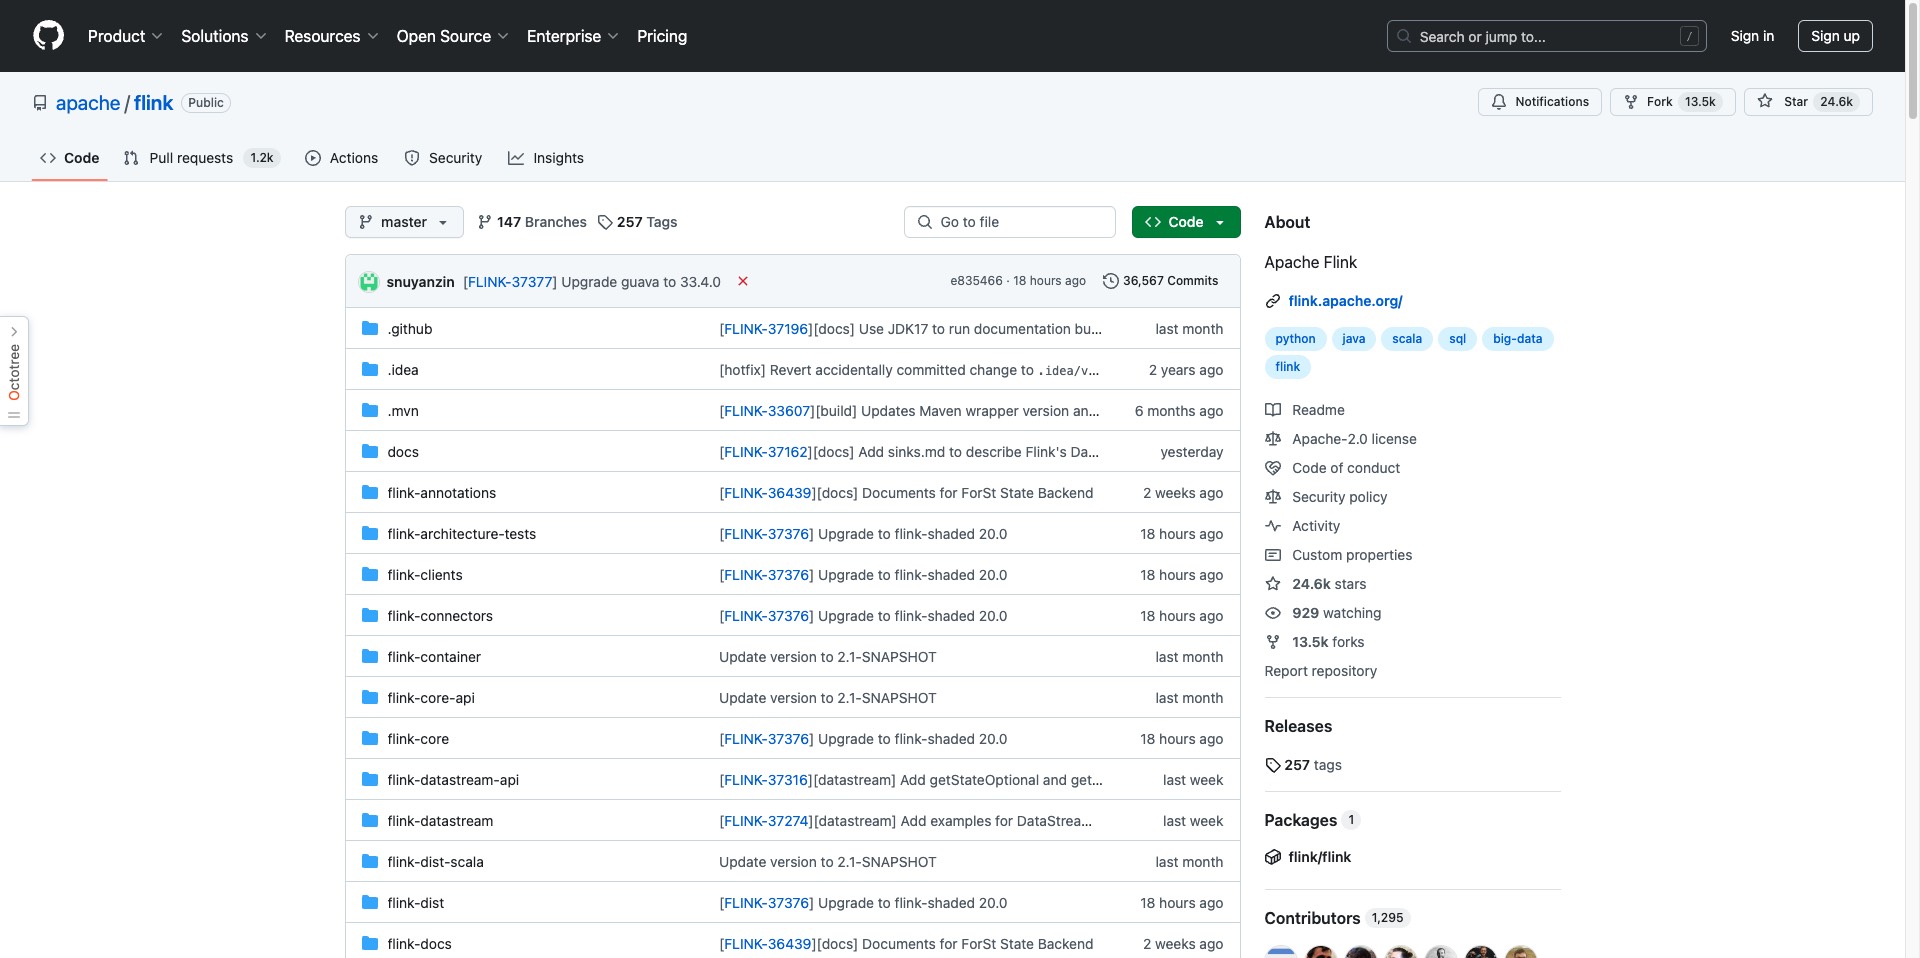 Product Solutions Resources Open Source Enterprise Pricing Search or jump to... / Sign in Sign up
apache / flink Public Notifications Fork 13.5k Star 24.6k
Code Pull requests 1.2k Actions Security Insights
master 147 Branches 257 Tags Go to file Code
snuyanzin [FLINK-37377] Upgrade guava to 33.4.0 e835466 · 18 hours ago 36,567 Commits
.github [FLINK-37196][docs] Use JDK17 to run documentation bu... last month
.idea [hotfix] Revert accidentally committed change to .idea/v... 2 years ago
.mvn [FLINK-33607][build] Updates Maven wrapper version an... 6 months ago
docs [FLINK-37162][docs] Add sinks.md to describe Flink's Da... yesterday
flink-annotations [FLINK-36439][docs] Documents for ForSt State Backend 2 weeks ago
flink-architecture-tests [FLINK-37376] Upgrade to flink-shaded 20.0 18 hours ago
flink-clients [FLINK-37376] Upgrade to flink-shaded 20.0 18 hours ago
flink-connectors [FLINK-37376] Upgrade to flink-shaded 20.0 18 hours ago
flink-container Update version to 2.1-SNAPSHOT last month
flink-core-api Update version to 2.1-SNAPSHOT last month
flink-core [FLINK-37376] Upgrade to flink-shaded 20.0 18 hours ago
flink-datastream-api [FLINK-37316][datastream] Add getStateOptional and get... last week
flink-datastream [FLINK-37274][datastream] Add examples for DataStrea... last week
flink-dist-scala Update version to 2.1-SNAPSHOT last month
flink-dist [FLINK-37376] Upgrade to flink-shaded 20.0 18 hours ago
flink-docs [FLINK-36439][docs] Documents for ForSt State Backend 2 weeks ago
About
Apache Flink
flink.apache.org/
python java scala sql big-data
flink
Readme
Apache-2.0 license
Code of conduct
Security policy
Activity
Custom properties
24.6k stars
929 watching
13.5k forks
Report repository
Releases
257 tags
Packages 1
flink/flink
Contributors 1,295
Octotree